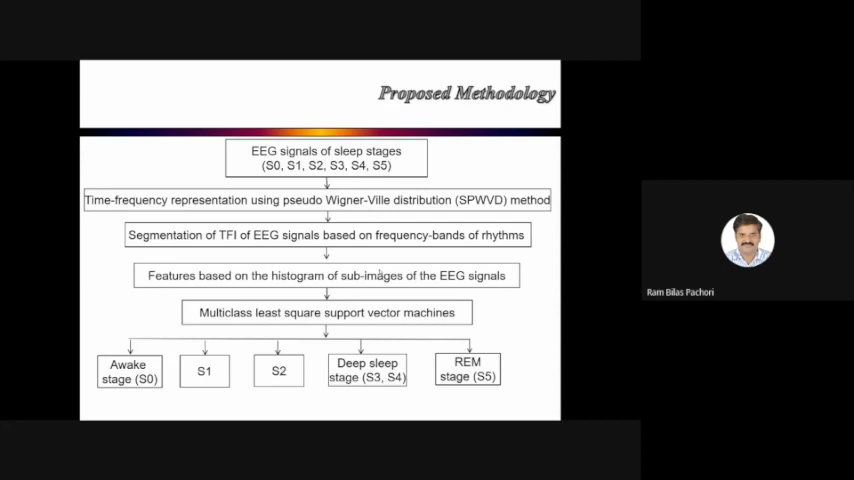 Proposed Methodology
EEG signals of sleep stages
(S0, S1, S2, S3, S4, S5)
Time-frequency representation using pseudo Wigner-Ville distribution (SPWVD) method
Segmentation of TFI of EEG signals based on frequency-bands of rhythms
Features based on the histogram of sub-images of the EEG signals
Multiclass least square support vector machines
Awake
stage (S0)
S1
S2
Deep sleep
stage (S3, S4)
REM
stage (S5)
Ram Bilas Pachori